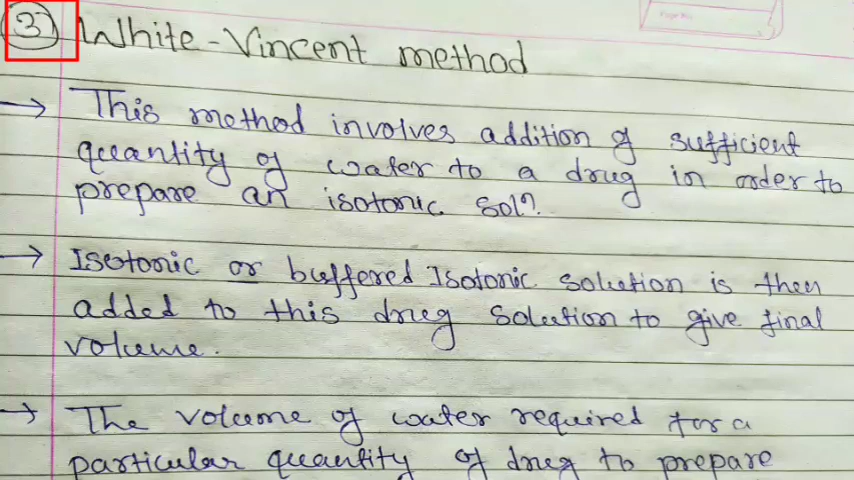 3 White-Vincent method
→ This method involves addition of sufficient
quantity of water to a drug in order to
prepare an isotonic soln.
→ Isotonic or buffered Isotonic solution is then
added to this drug solution to give final
volume.
→ The volume of water required for a
particular quantity of drug to prepare